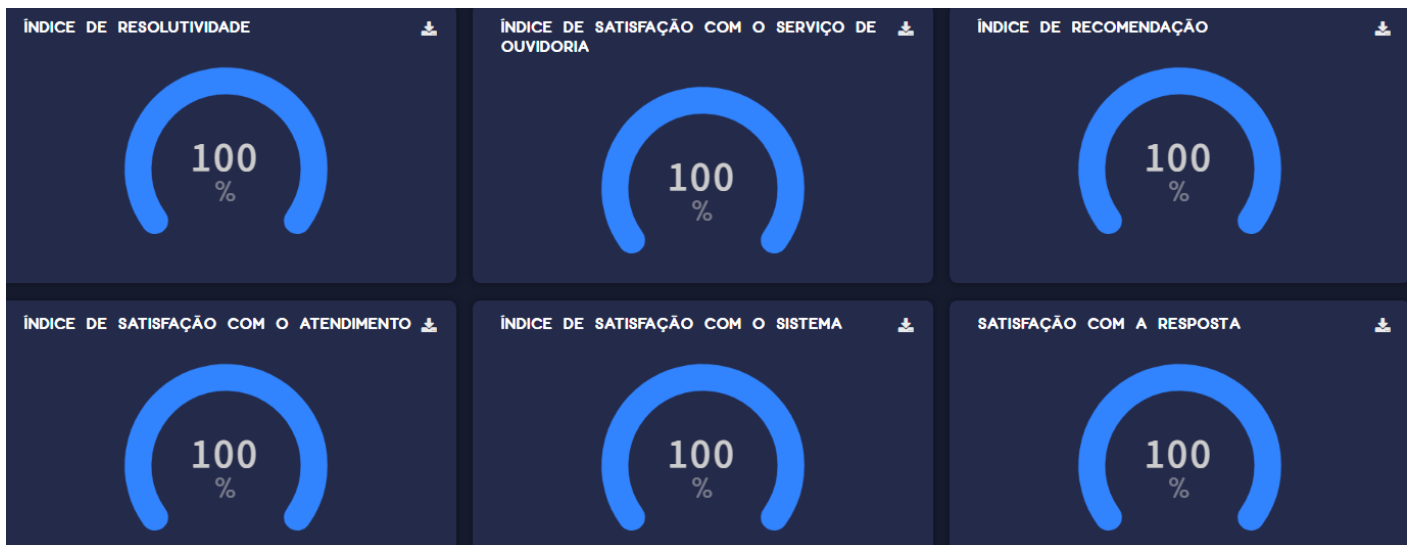 ÍNDICE DE RESOLUTIVIDADE
100
%
ÍNDICE DE SATISFAÇÃO COM O SERVIÇO DE
OUVIDORIA
100
%
ÍNDICE DE RECOMENDAÇÃO
100
%
ÍNDICE DE SATISFAÇÃO COM O ATENDIMENTO
100
%
ÍNDICE DE SATISFAÇÃO COM O SISTEMA
100
%
SATISFAÇÃO COM A RESPOSTA
100
%